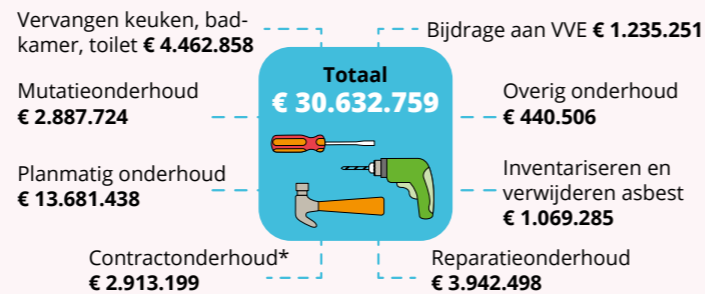 Vervangen keuken, bad-
kamer, toilet € 4.462.858
Mutatieonderhoud
€ 2.887.724
Planmatig onderhoud
€ 13.681.438
Contractonderhoud*
€ 2.913.199
Totaal
€ 30.632.759
Bijdrage aan VVE € 1.235.251
Overig onderhoud
€ 440.506
Inventariseren en
verwijderen asbest
€ 1.069.285
Reparatieonderhoud
€ 3.942.498